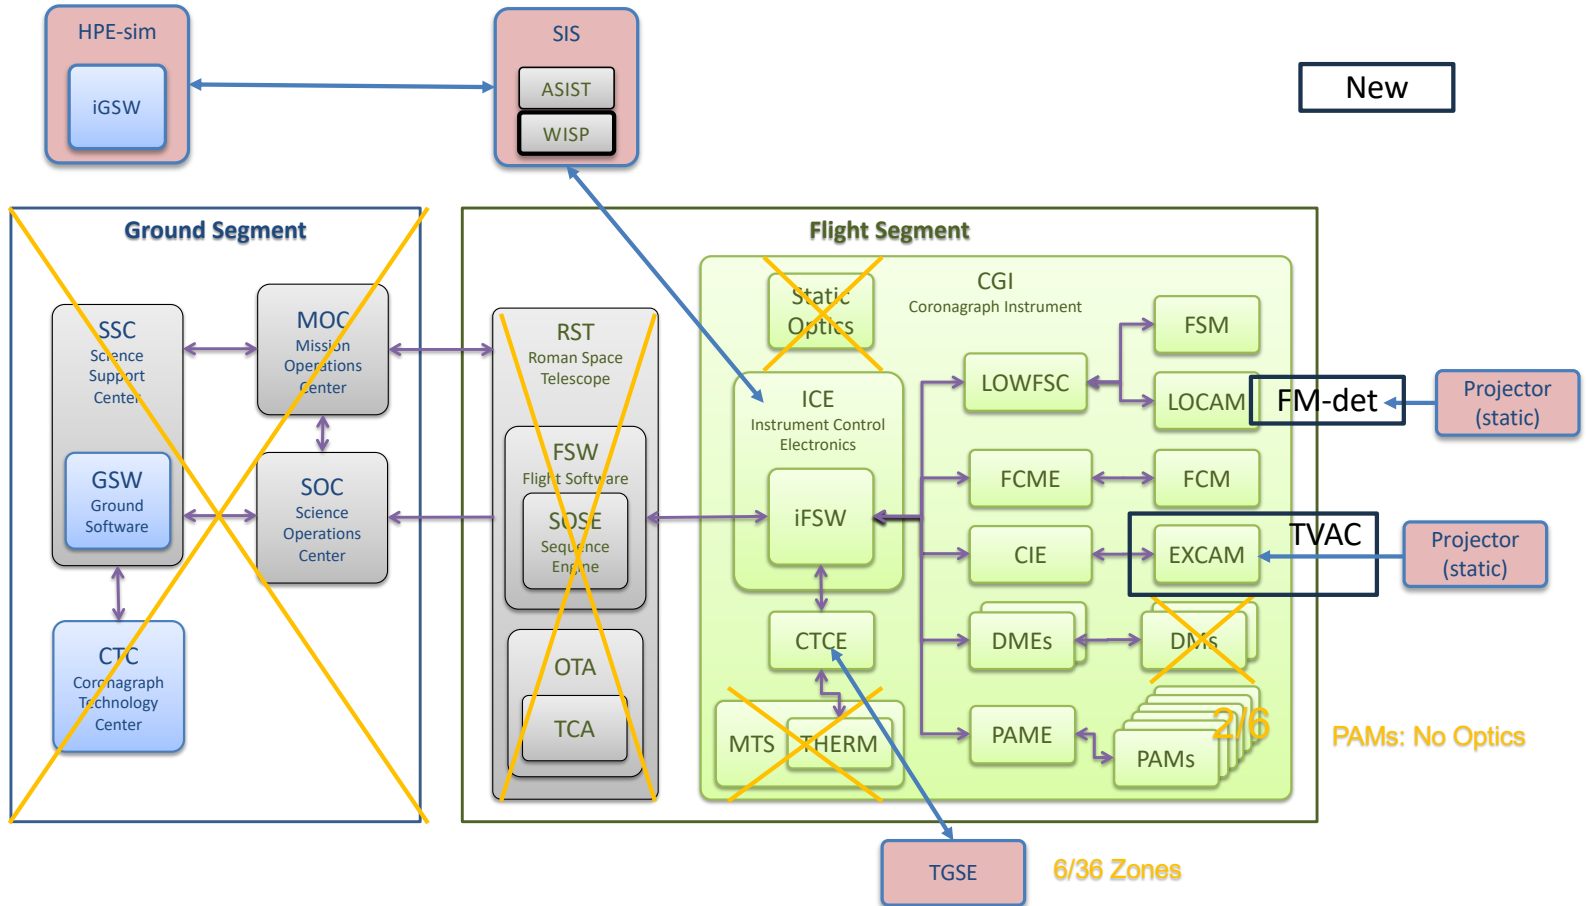 HPE-sim
iGSW
SIS
ASIST
WISP
New
Ground Segment
SSC
Science
Support
Center
GSW
Ground
Software
MOC
Mission
Operations
Center
SOC
Science
Operations
Center
CTC
Coronagraph
Technology
Center
Flight Segment
RST
Roman Space
Telescope
FSW
Flight Software
SOSE
Sequence
Engine
OTA
TCA
CGI
Coronagraph Instrument
Static
Optics
ICE
Instrument Control
Electronics
iFSW
CTCE
MTS
THERM
LOWFSC
FSM
LOCAM
FM-det
Projector
(static)
FCME
FCM
CIE
EXCAM
TVAC
Projector
(static)
DMEs
DMs
PAME
PAMs
2/6
PAMs: No Optics
TGSE
6/36 Zones